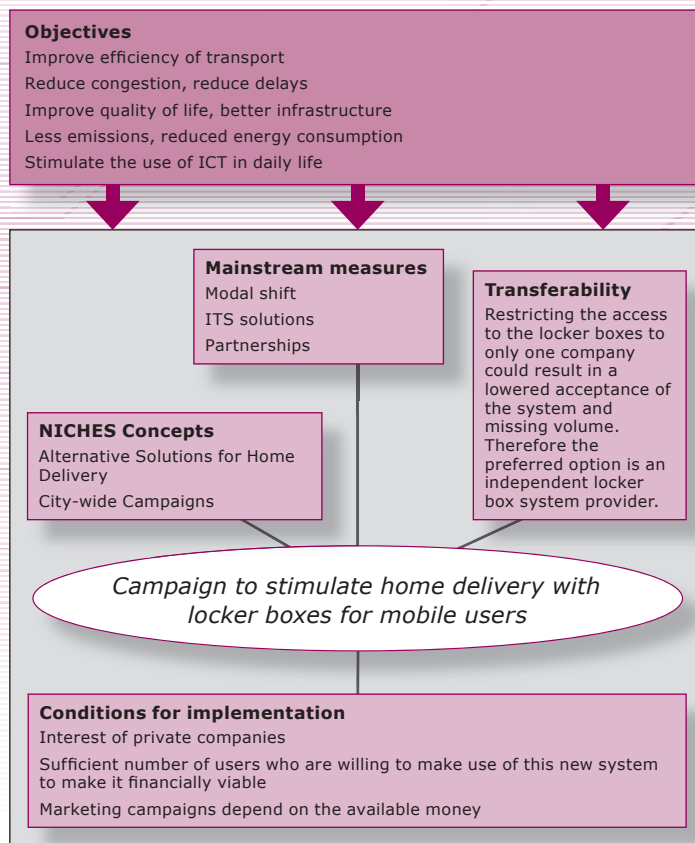 Objectives
Improve efficiency of transport
Reduce congestion, reduce delays
Improve quality of life, better infrastructure
Less emissions, reduced energy consumption
Stimulate the use of ICT in daily life
Mainstream measures
Modal shift
ITS solutions
Partnerships
Transferability
Restricting the access
to the locker boxes to
only one company
could result in a
lowered acceptance of
the system and
missing volume.
Therefore the
preferred option is an
independent locker
box system provider.
NICHES Concepts
Alternative Solutions for Home
Delivery
City-wide Campaigns
Campaign to stimulate home delivery with
locker boxes for mobile users
Conditions for implementation
Interest of private companies
Sufficient number of users who are willing to make use of this new system
to make it financially viable
Marketing campaigns depend on the available money